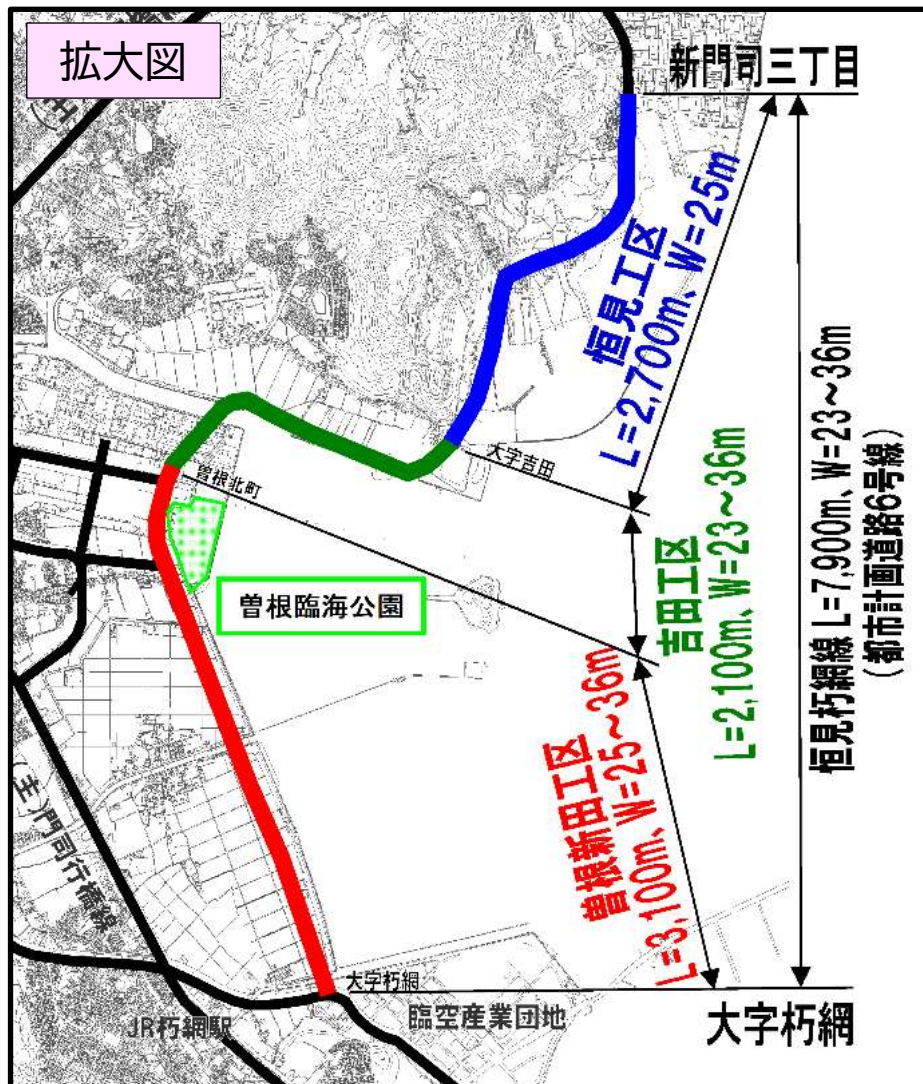 拡大図
新門司三丁目
恒見工区
L=2,700m、W=25m
大字吉田
曽根北町
吉田工区
L=2,100m、W=23~36m
恒見朽網線 L=7,900m、W=23~36m
(都市計画道路6号線)
曽根臨海公園
曽根新田工区
L=3,100m、W=25~36m
(主)門司行橋線
大字朽網
JR朽網駅
臨空産業団地
大字朽網